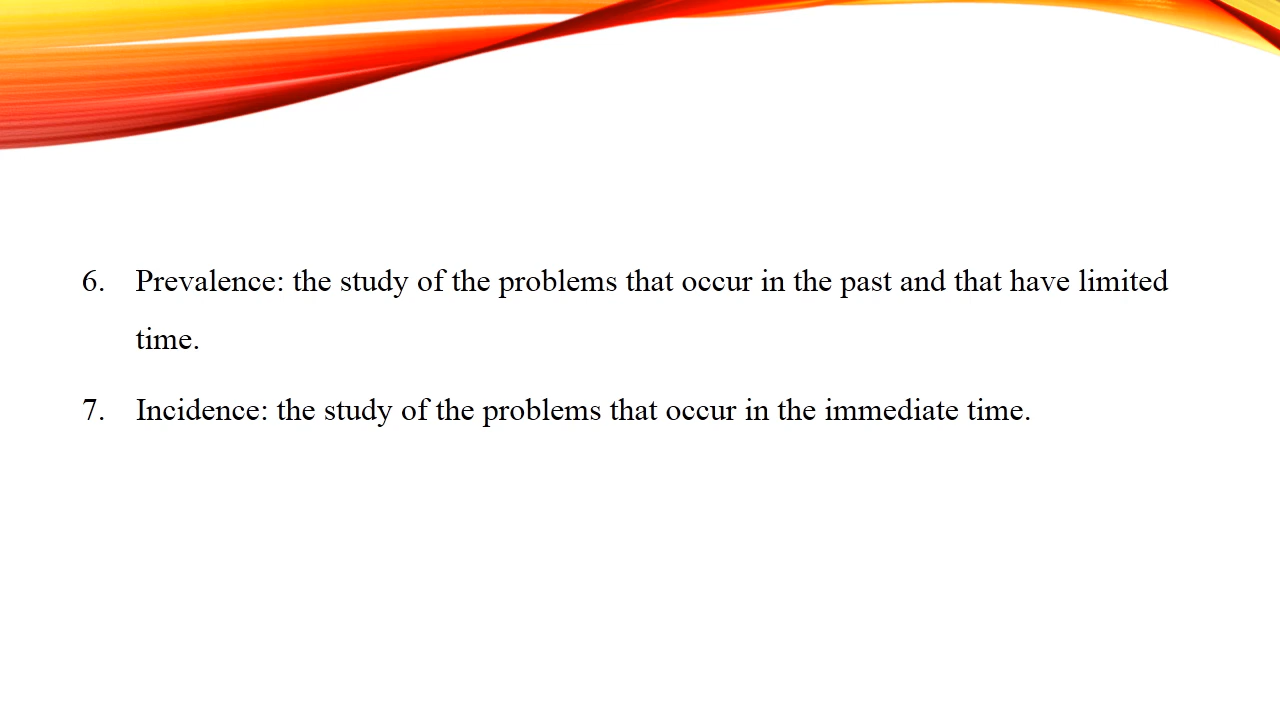 6. Prevalence: the study of the problems that occur in the past and that have limited
time.
7. Incidence: the study of the problems that occur in the immediate time.